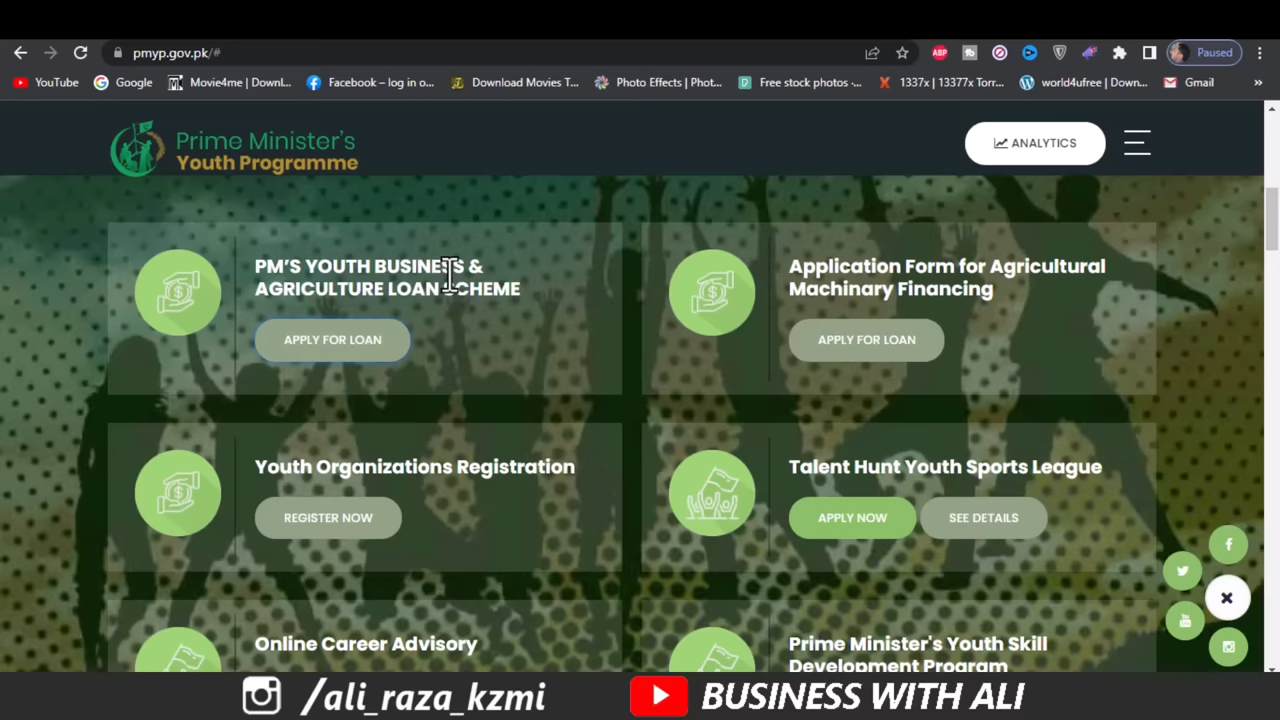 pmyp.gov.pk/#
ABP
Paused
YouTube
Google
Movie4me | Downl...
Facebook – log in o...
Download Movies T...
Photo Effects | Phot...
Free stock photos -...
1337x | 13377x Torr...
world4ufree | Down...
Gmail
»
Prime Minister's
Youth Programme
ANALYTICS
PM'S YOUTH BUSINESS &
AGRICULTURE LOAN SCHEME
APPLY FOR LOAN
Application Form for Agricultural
Machinary Financing
APPLY FOR LOAN
Youth Organizations Registration
REGISTER NOW
Talent Hunt Youth Sports League
APPLY NOW
SEE DETAILS
Online Career Advisory
Prime Minister's Youth Skill
Development Program
/ali_raza_kzmi
BUSINESS WITH ALI